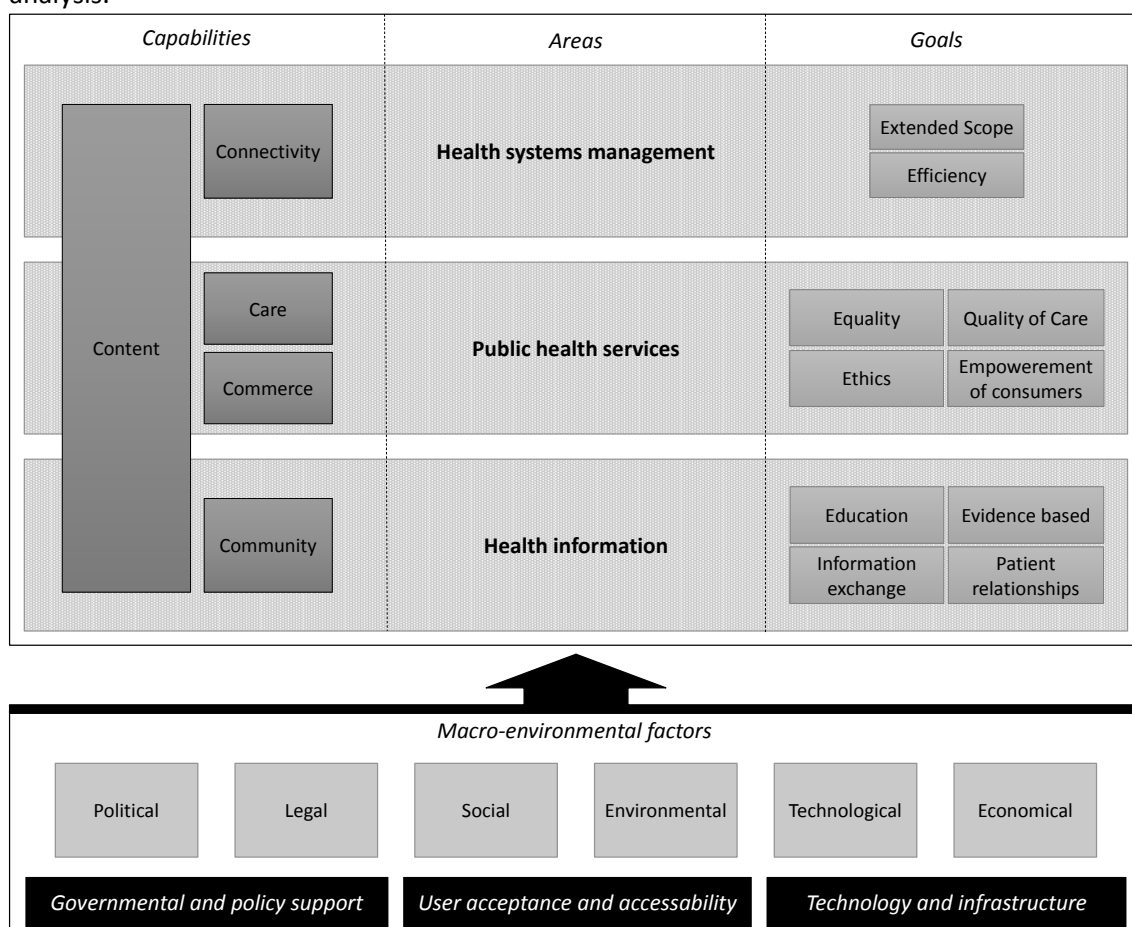 analysis.
Capabilities
Areas
Goals
Connectivity
Health systems management
Extended Scope
Efficiency
Content
Care
Commerce
Public health services
Equality
Quality of Care
Ethics
Empowerement
of consumers
Community
Health information
Education
Evidence based
Information
exchange
Patient
relationships
Macro-environmental factors
Political
Legal
Social
Environmental
Technological
Economical
Governmental and policy support
User acceptance and accessability
Technology and infrastructure